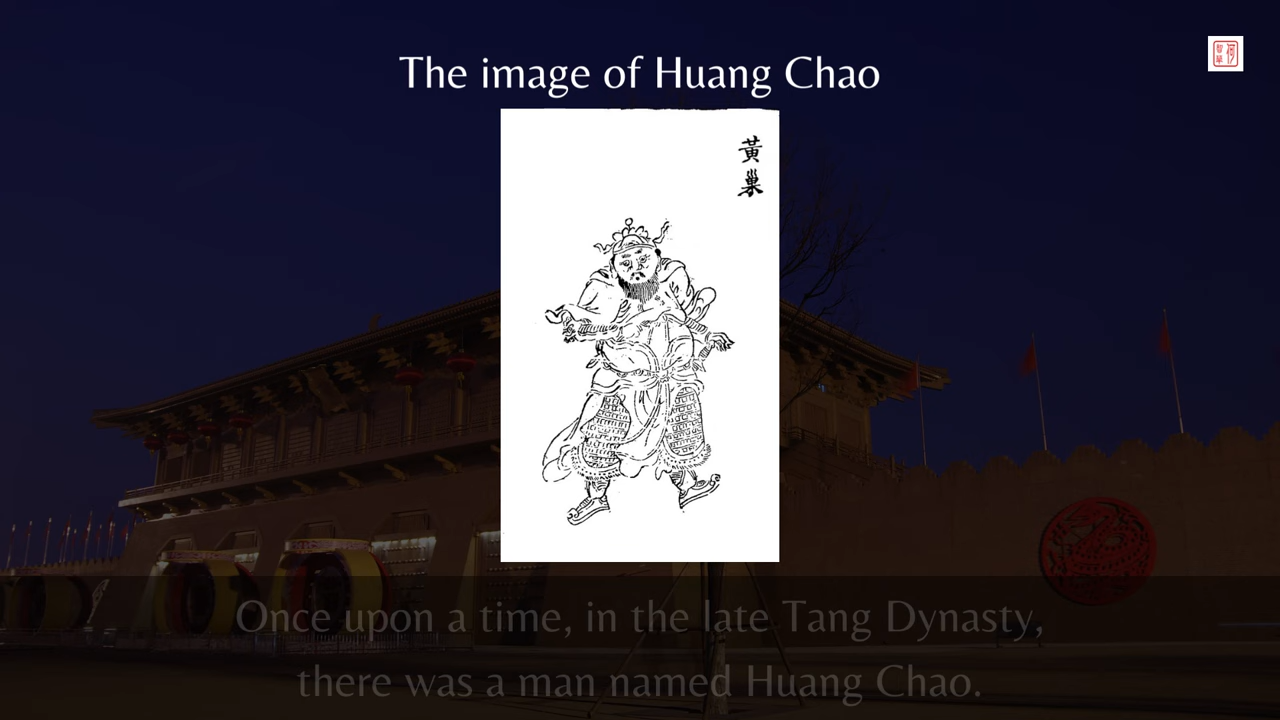 The image of Huang Chao
黃巢
Once upon a time, in the late Tang Dynasty,
there was a man named Huang Chao.